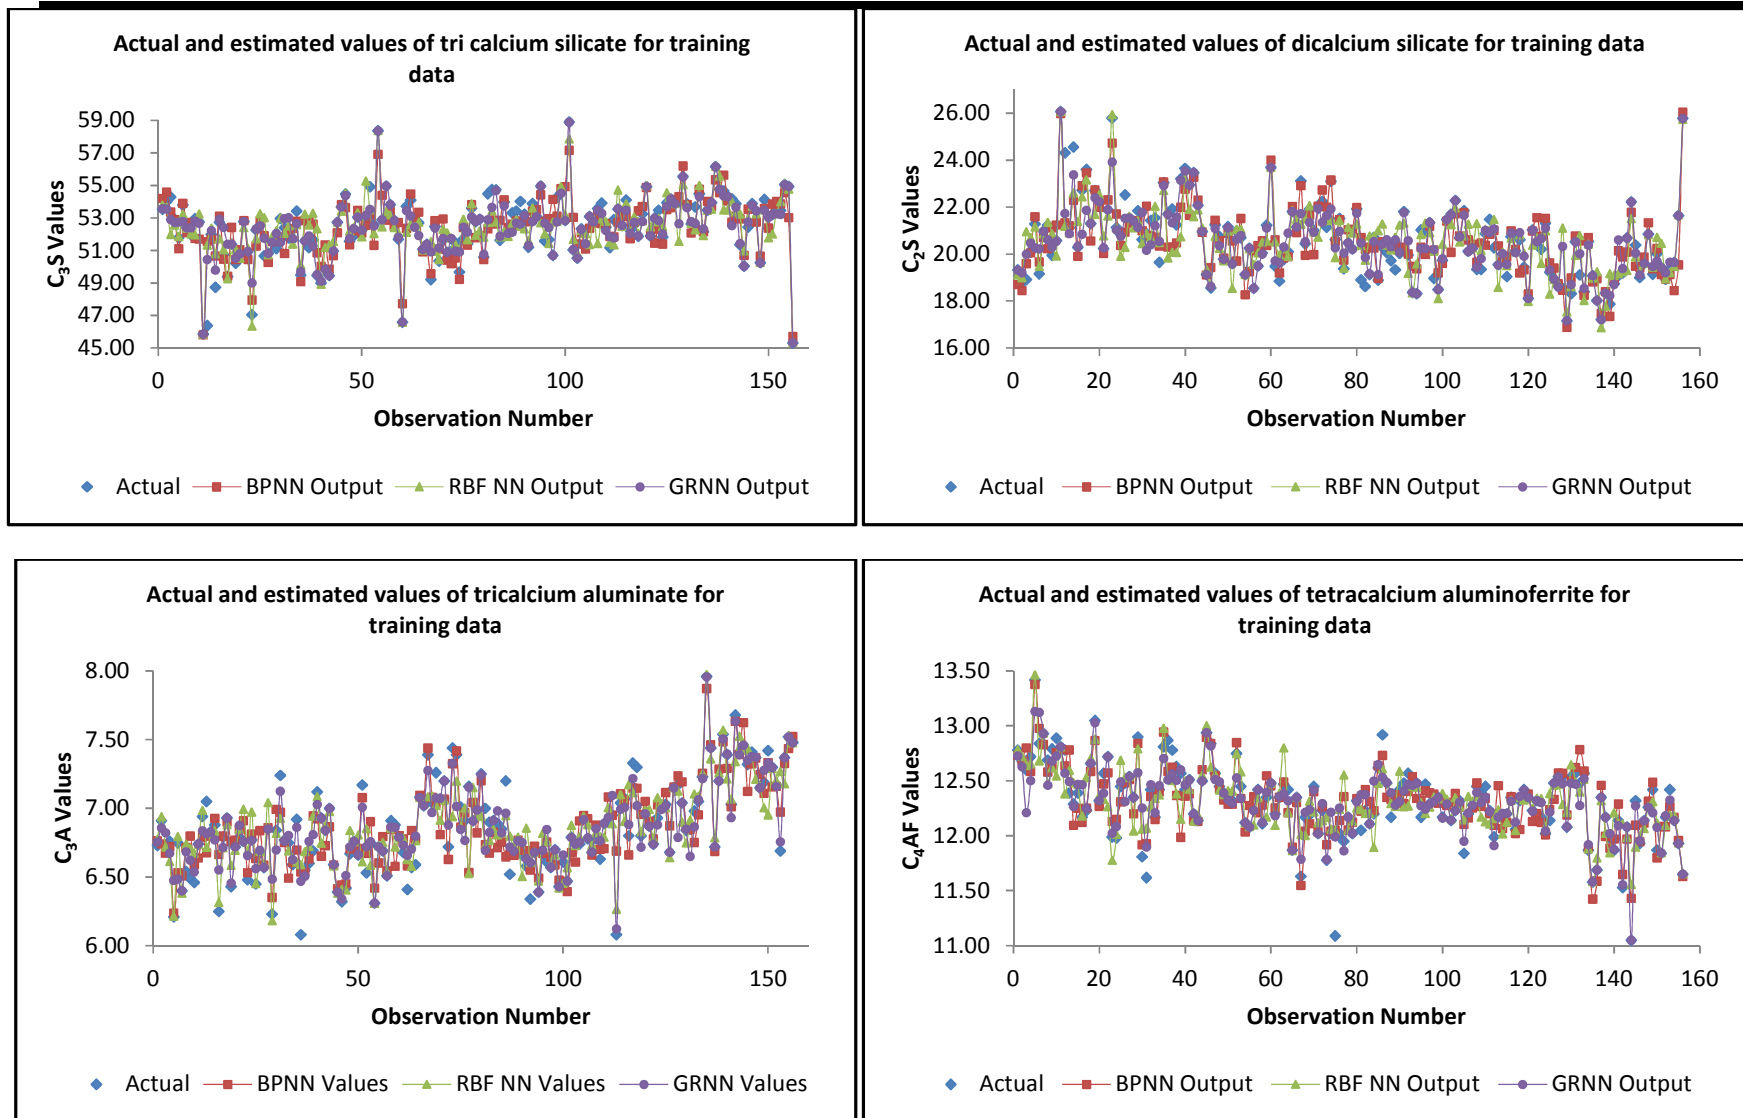 Actual and estimated values of tri calcium silicate for training
data
59.00
57.00
55.00
53.00
51.00
49.00
47.00
45.00
C3S Values
0 50 100 150
Observation Number
Actual BPNN Output RBF NN Output GRNN Output
Actual and estimated values of dicalcium silicate for training data
26.00
24.00
22.00
20.00
18.00
16.00
C2S Values
0 20 40 60 80 100 120 140 160
Observation Number
Actual BPNN Output RBF NN Output GRNN Output
Actual and estimated values of tricalcium aluminate for
training data
8.00
7.50
7.00
6.50
6.00
C3A Values
0 50 100 150
Observation Number
Actual BPNN Values RBF NN Values GRNN Values
Actual and estimated values of tetracalcium aluminoferrite for
training data
13.50
13.00
12.50
12.00
11.50
11.00
C4AF Values
0 20 40 60 80 100 120 140 160
Observation Number
Actual BPNN Output RBF NN Output GRNN Output